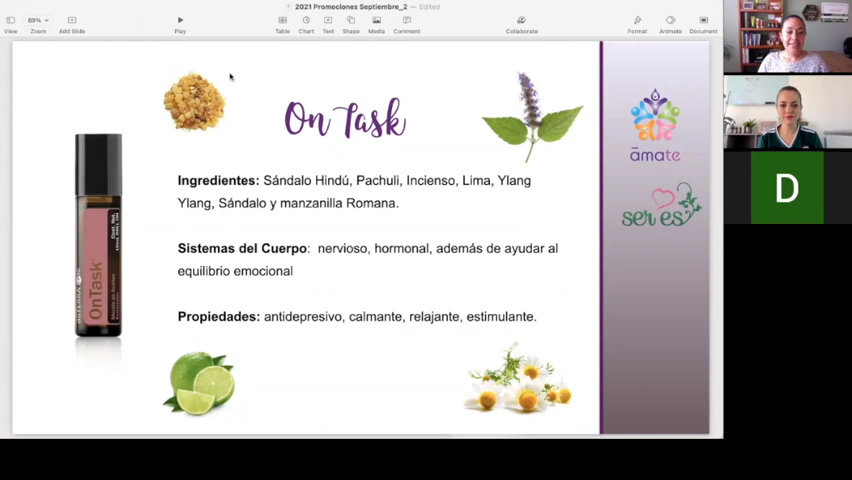 2021 Promociones Septiembre_2 — Edited
View
69%
Zoom
Add Slide
Play
Table
Chart
Text
Shape
Media
Comment
Collaborate
Format
Animate
Document
On Task
Ingredientes: Sándalo Hindú, Pachuli, Incienso, Lima, Ylang
Ylang, Sándalo y manzanilla Romana.
Sistemas del Cuerpo: nervioso, hormonal, además de ayudar al
equilibrio emocional
Propiedades: antidepresivo, calmante, relajante, estimulante.
OnTask
āmate
ser es
D